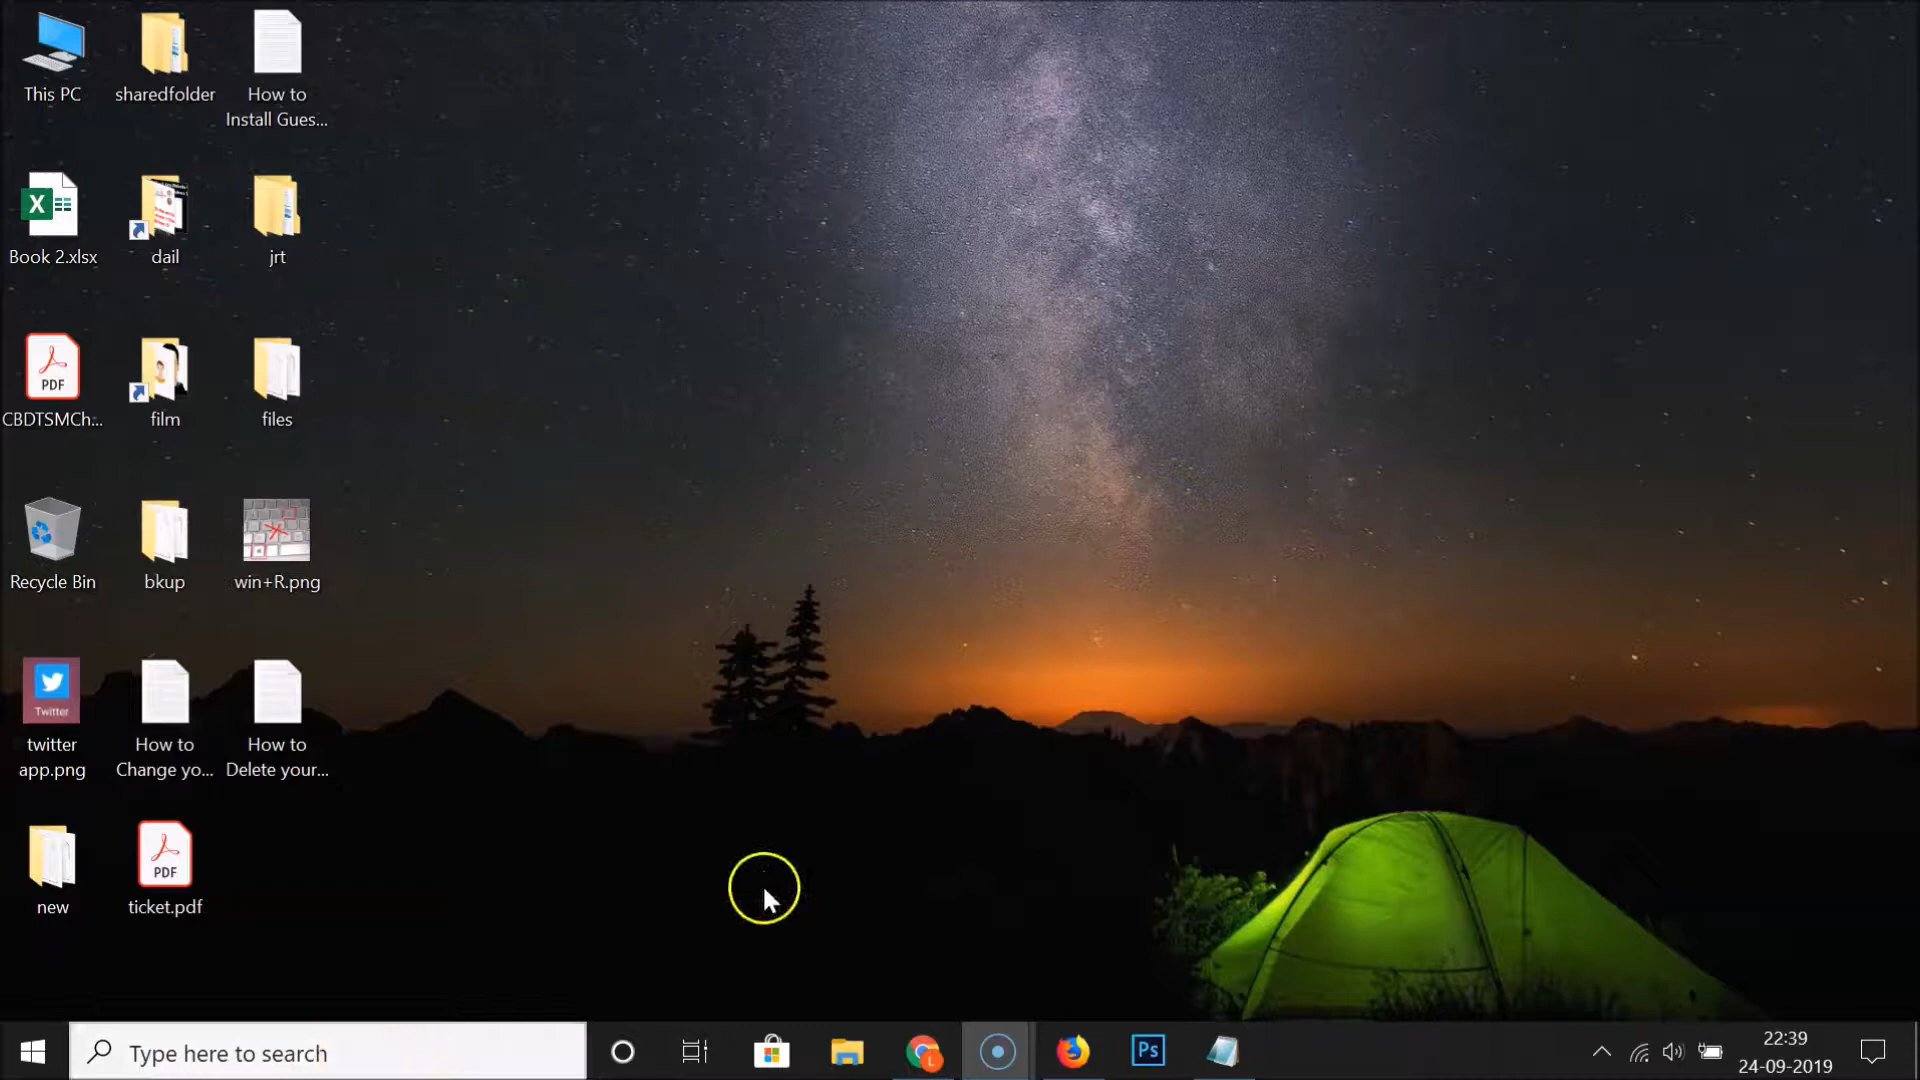 This PC
sharedfolder
How to
Install Gues...
Book 2.xlsx
dail
jrt
PDF
CBDTSMCh...
film
files
Recycle Bin
bkup
win+R.png
Twitter
twitter
app.png
How to
Change yo...
How to
Delete your...
new
PDF
ticket.pdf
Type here to search
L
Ps
22:39
24-09-2019